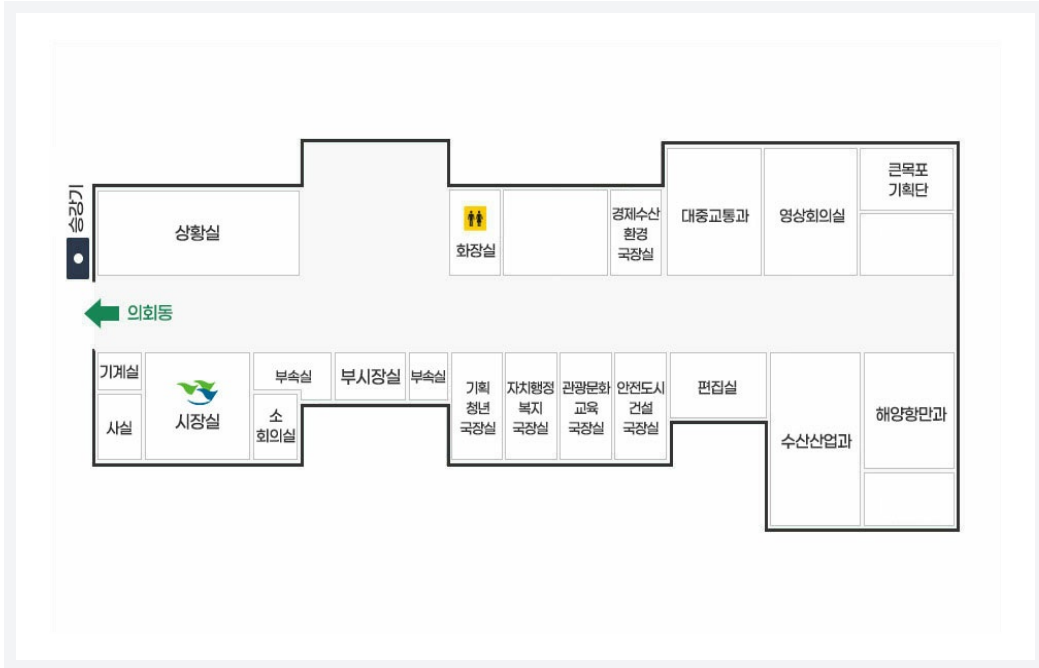 승강기
상황실
화장실
경제수산
환경
국장실
대중교통과
영상회의실
큰목포
기획단
의회동
기계실
사실
시장실
부속실
소
회의실
부시장실
부속실
기획
청년
국장실
자치행정
복지
국장실
관광문화
교육
국장실
안전도시
건설
국장실
편집실
수산산업과
해양항만과